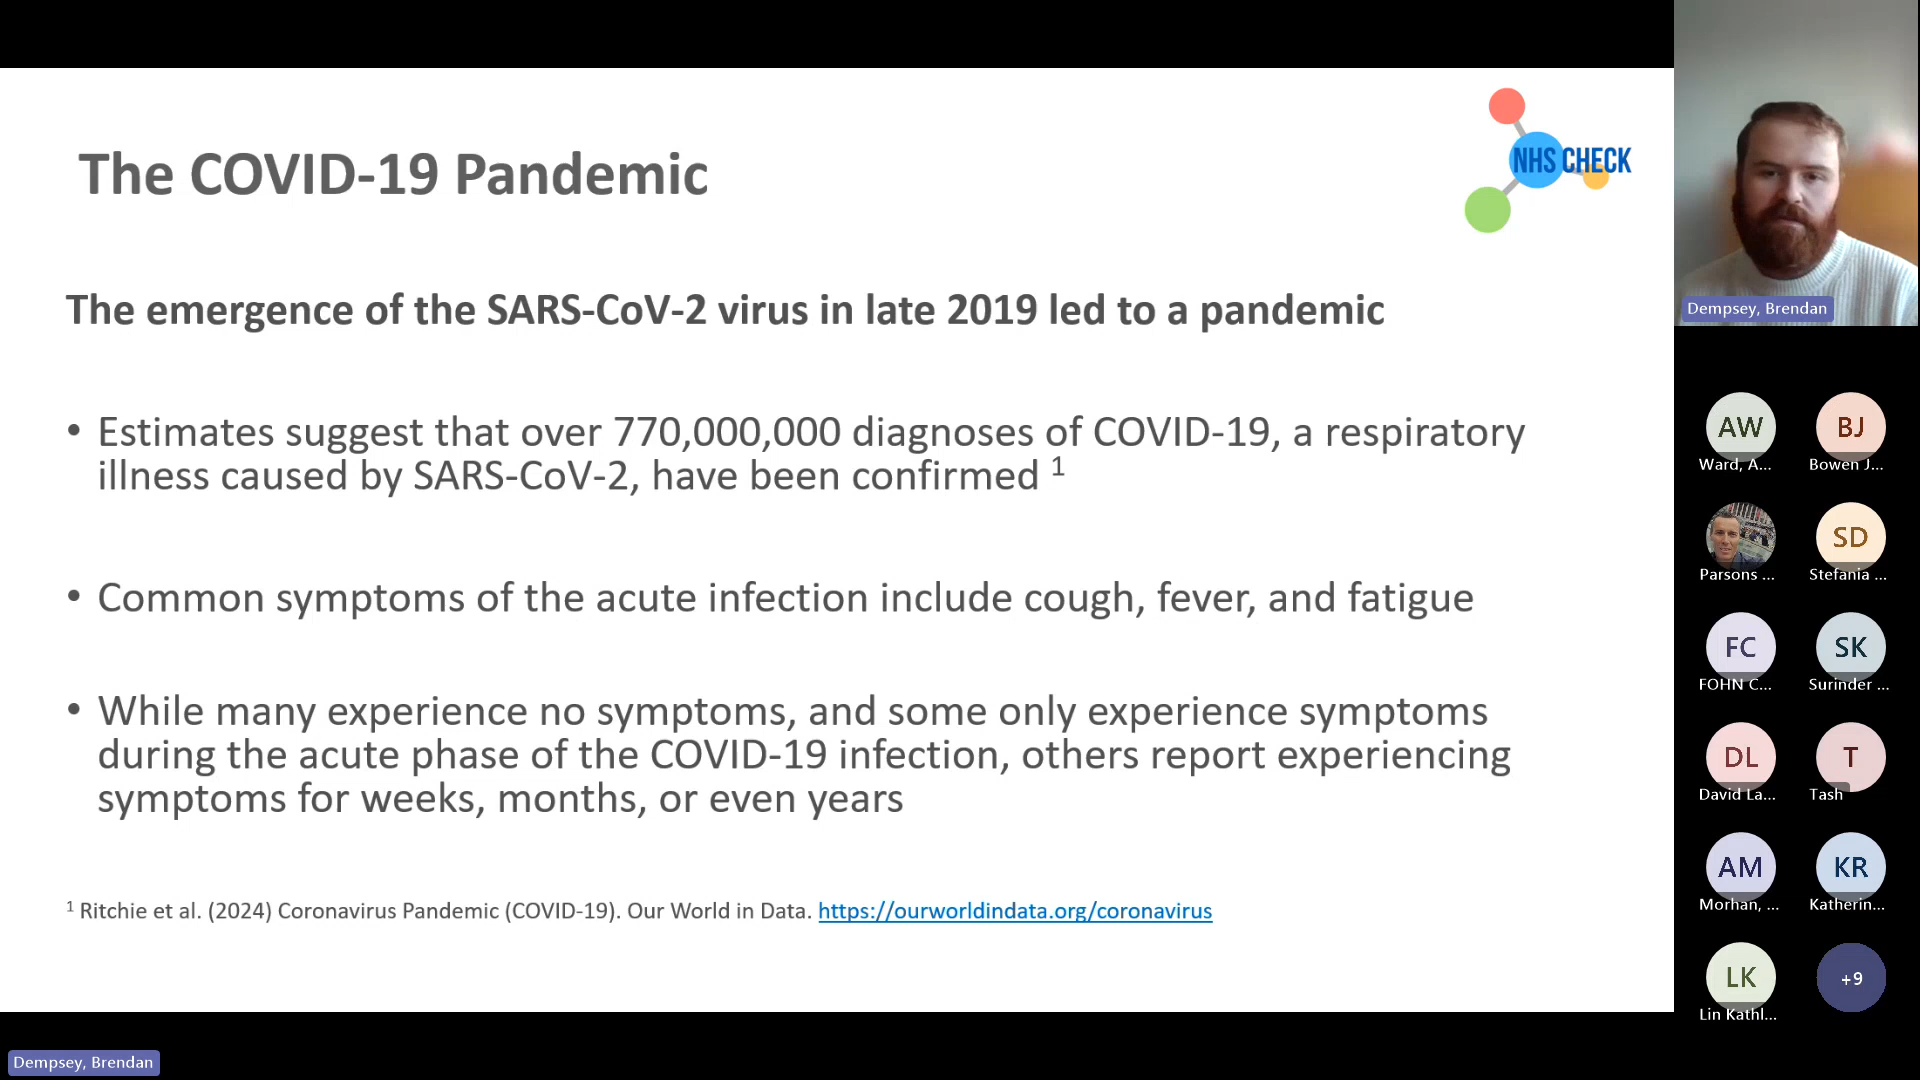 The COVID-19 Pandemic
NHS CHECK
The emergence of the SARS-CoV-2 virus in late 2019 led to a pandemic
• Estimates suggest that over 770,000,000 diagnoses of COVID-19, a respiratory
illness caused by SARS-CoV-2, have been confirmed 1
• Common symptoms of the acute infection include cough, fever, and fatigue
• While many experience no symptoms, and some only experience symptoms
during the acute phase of the COVID-19 infection, others report experiencing
symptoms for weeks, months, or even years
1 Ritchie et al. (2024) Coronavirus Pandemic (COVID-19). Our World in Data. https://ourworldindata.org/coronavirus
Dempsey, Brendan
Dempsey, Brendan
AW
BJ
Ward, A...
Bowen J...
SD
Parsons ...
Stefania ...
FC
SK
FOHN C...
Surinder ...
DL
T
David La...
Tash
AM
KR
Morhan, ...
Katherin...
LK
+9
Lin Kathl...